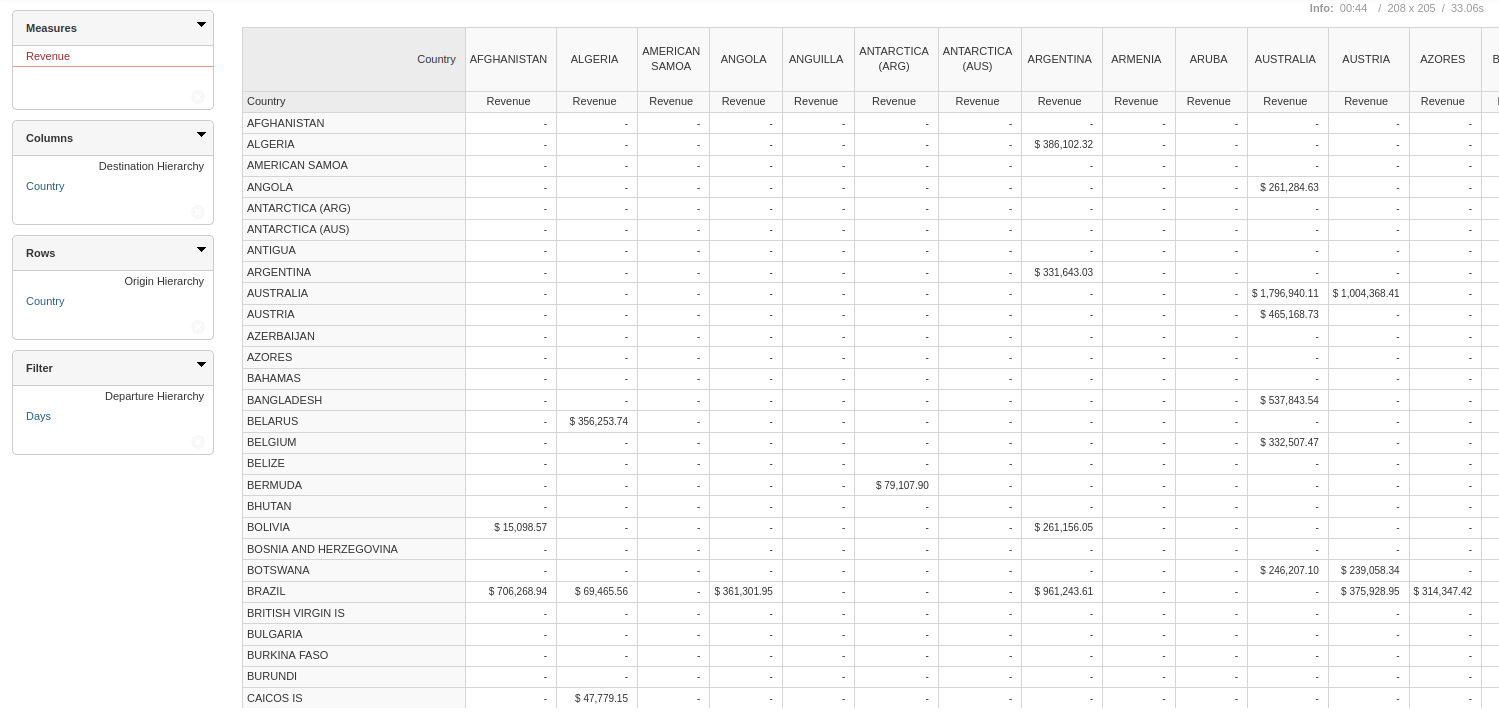 Info: 00:44 / 208 x 205 / 33.06s
Measures
Revenue
Columns
Destination Hierarchy
Country
Rows
Origin Hierarchy
Country
Filter
Departure Hierarchy
Days
Country AFGHANISTAN ALGERIA AMERICAN SAMOA ANGOLA ANGUILLA ANTARCTICA (ARG) ANTARCTICA (AUS) ARGENTINA ARMENIA ARUBA AUSTRALIA AUSTRIA AZORES
Country Revenue Revenue Revenue Revenue Revenue Revenue Revenue Revenue Revenue Revenue Revenue Revenue Revenue
AFGHANISTAN - - - - - - - - - - - - -
ALGERIA - - - - - - - $ 386,102.32 - - - - -
AMERICAN SAMOA - - - - - - - - - - - - -
ANGOLA - - - - - - - - - - $ 261,284.63 - -
ANTARCTICA (ARG) - - - - - - - - - - - - -
ANTARCTICA (AUS) - - - - - - - - - - - - -
ANTIGUA - - - - - - - - - - - - -
ARGENTINA - - - - - - - $ 331,643.03 - - - - -
AUSTRALIA - - - - - - - - - - $ 1,796,940.11 $ 1,004,368.41 -
AUSTRIA - - - - - - - - - - $ 465,168.73 - -
AZERBAIJAN - - - - - - - - - - - - -
AZORES - - - - - - - - - - - - -
BAHAMAS - - - - - - - - - - - - -
BANGLADESH - - - - - - - - - - $ 537,843.54 - -
BELARUS - $ 356,253.74 - - - - - - - - - - -
BELGIUM - - - - - - - - - - $ 332,507.47 - -
BELIZE - - - - - - - - - - - - -
BERMUDA - - - - - $ 79,107.90 - - - - - - -
BHUTAN - - - - - - - - - - - - -
BOLIVIA $ 15,098.57 - - - - - - $ 261,156.05 - - - - -
BOSNIA AND HERZEGOVINA - - - - - - - - - - - - -
BOTSWANA - - - - - - - - - - $ 246,207.10 $ 239,058.34 -
BRAZIL $ 706,268.94 $ 69,465.56 - $ 361,301.95 - - - $ 961,243.61 - - - $ 375,928.95 $ 314,347.42
BRITISH VIRGIN IS - - - - - - - - - - - - -
BULGARIA - - - - - - - - - - - - -
BURKINA FASO - - - - - - - - - - - - -
BURUNDI - - - - - - - - - - - - -
CAICOS IS - $ 47,779.15 - - - - - - - - - - -